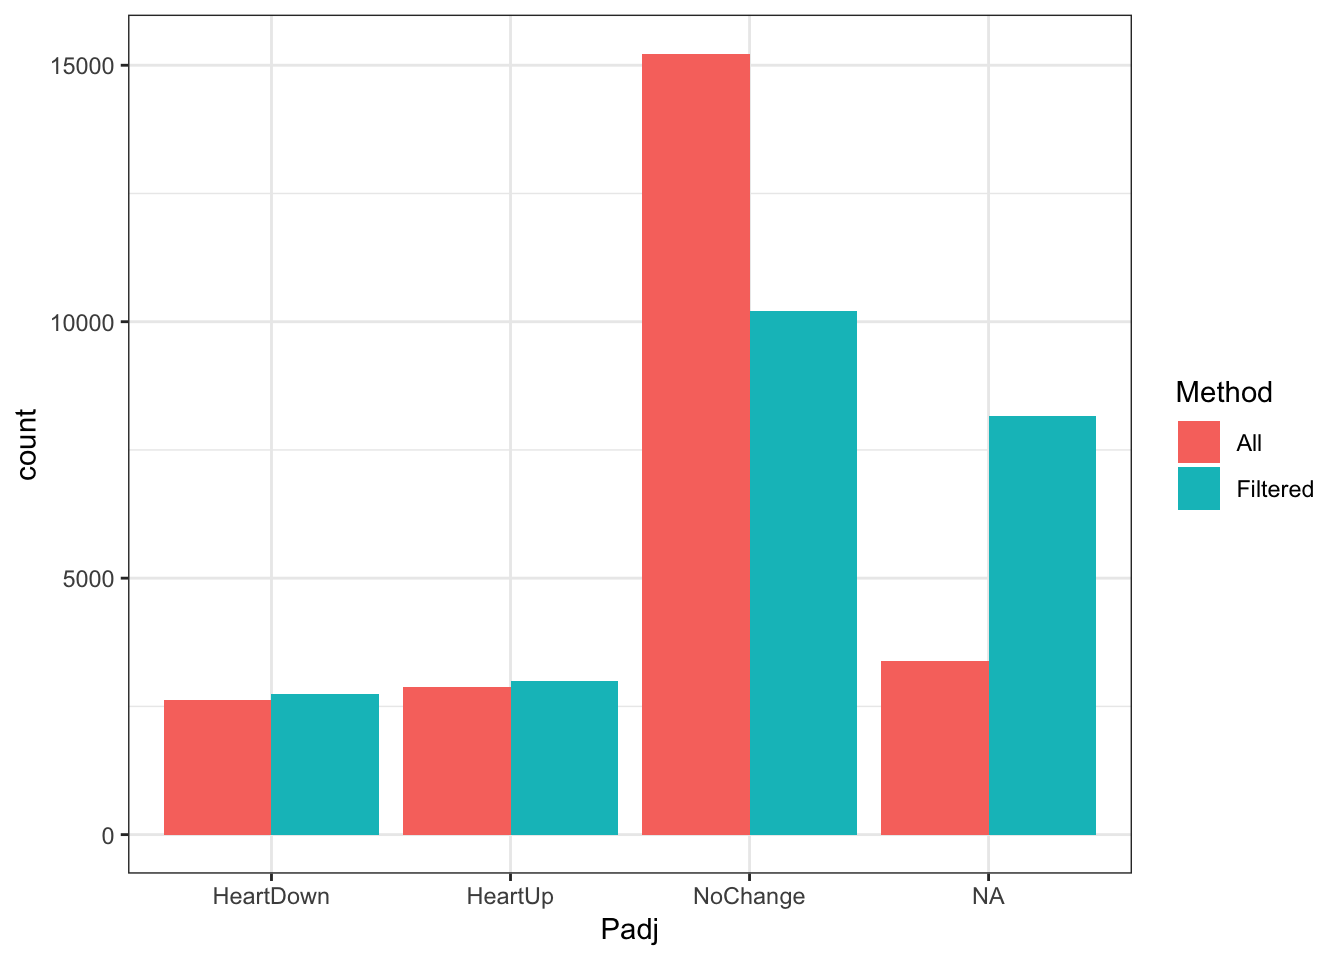 15000
10000
5000
0
count
HeartDown
HeartUp
NoChange
NA
Padj
Method
All
Filtered